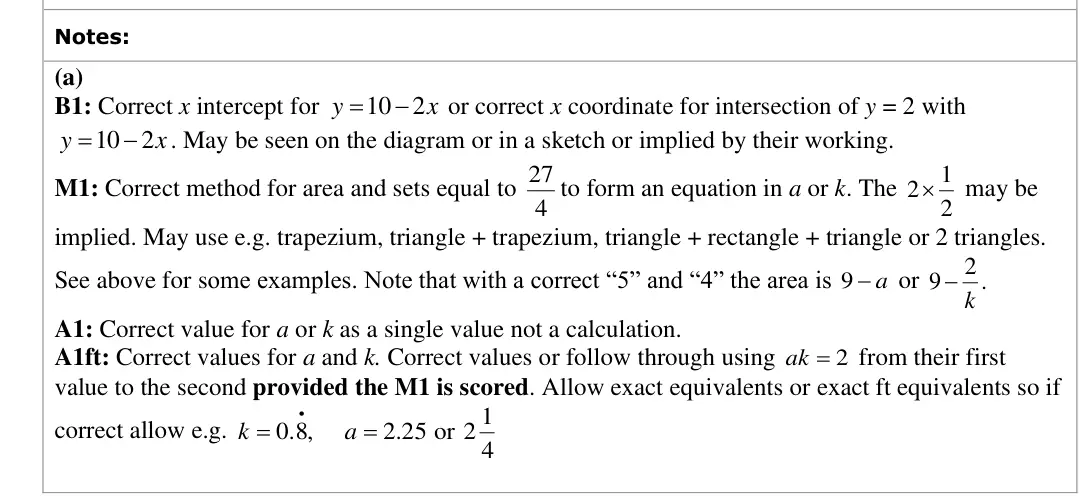 Notes:
(a)
B1: Correct x intercept for y = 10 − 2x or correct x coordinate for intersection of y = 2 with
y = 10 − 2x. May be seen on the diagram or in a sketch or implied by their working.
M1: Correct method for area and sets equal to 27/4 to form an equation in a or k. The 2 × 1/2 may be
implied. May use e.g. trapezium, triangle + trapezium, triangle + rectangle + triangle or 2 triangles.
See above for some examples. Note that with a correct “5” and “4” the area is 9 − a or 9 − 2/k.
A1: Correct value for a or k as a single value not a calculation.
A1ft: Correct values for a and k. Correct values or follow through using ak = 2 from their first
value to the second provided the M1 is scored. Allow exact equivalents or exact ft equivalents so if
correct allow e.g. k = 0.8̇, a = 2.25 or 2 1/4